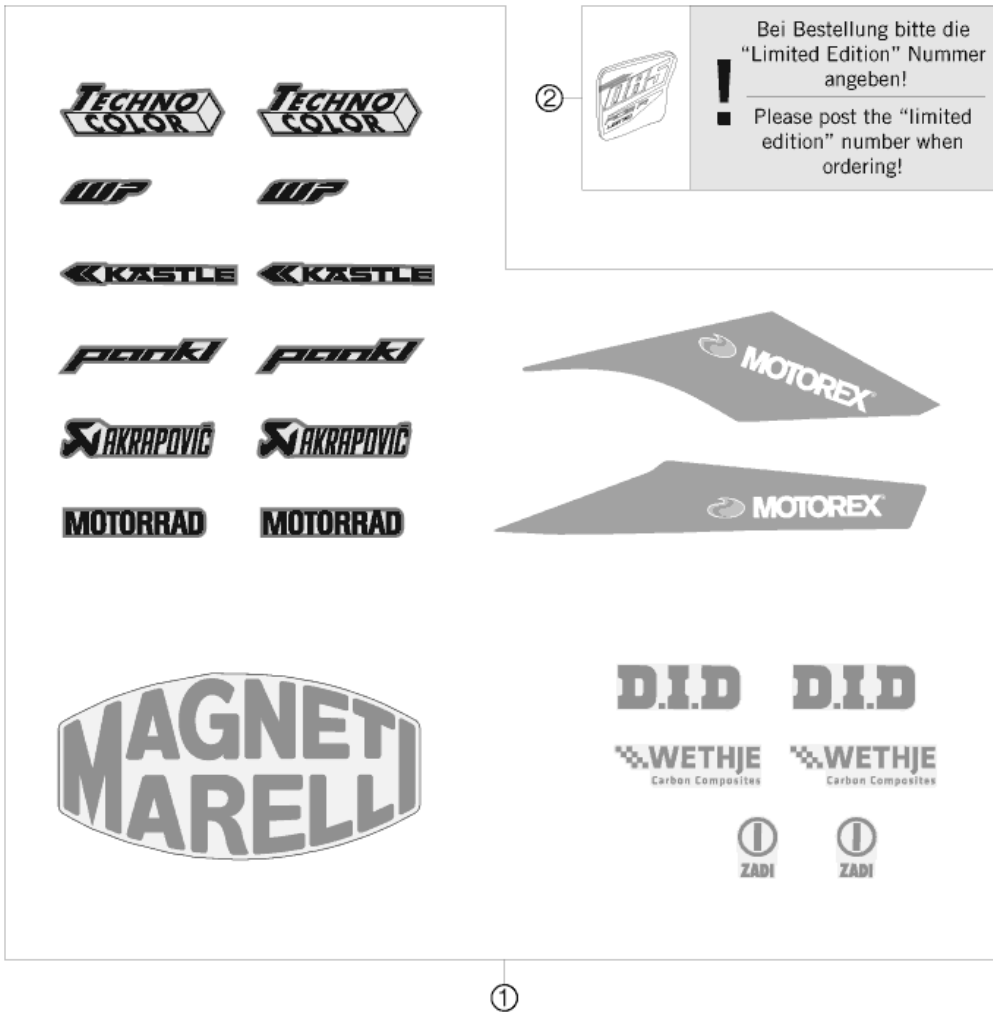 TECHNO
COLOR
TECHNO
COLOR
WP
WP
KÄSTLE
KÄSTLE
pankl
pankl
AKRAPOVIČ
AKRAPOVIČ
MOTORRAD
MOTORRAD
②
!
Bei Bestellung bitte die
“Limited Edition” Nummer
angeben!
Please post the “limited
edition” number when
ordering!
MOTOREX®
MOTOREX®
MAGNETI
MARELLI
D.I.D
D.I.D
WETHJE
Carbon Composites
WETHJE
Carbon Composites
ZADI
ZADI
①